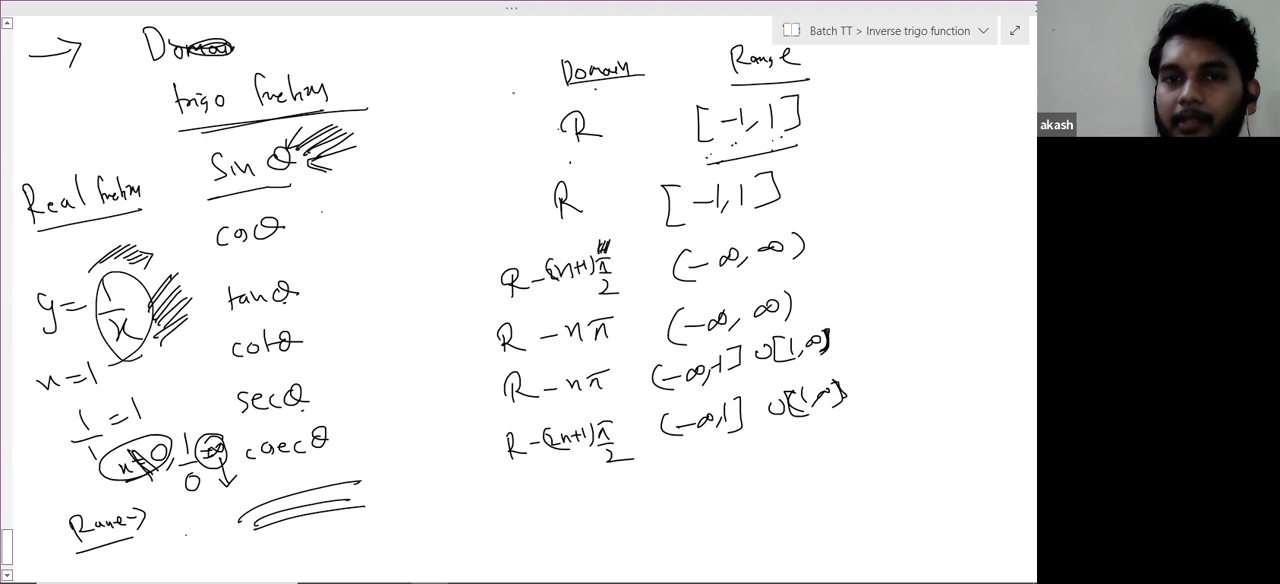 Batch TT > Inverse trigo function
akash
→ Domain
trigo functions
Domain Range
sin θ R [-1, 1]
Real functions
cos θ R [-1, 1]
tan θ R - (2n+1) π/2 (-∞, ∞)
y = 1/x
cot θ R - nπ (-∞, ∞)
x = 1
sec θ R - nπ (-∞, -1] ∪ [1, ∞)
1/1 = 1
cosec θ R - (2n+1) π/2 (-∞, 1] ∪ [1, ∞)
x = 0, 1/0 = ∞
Range →